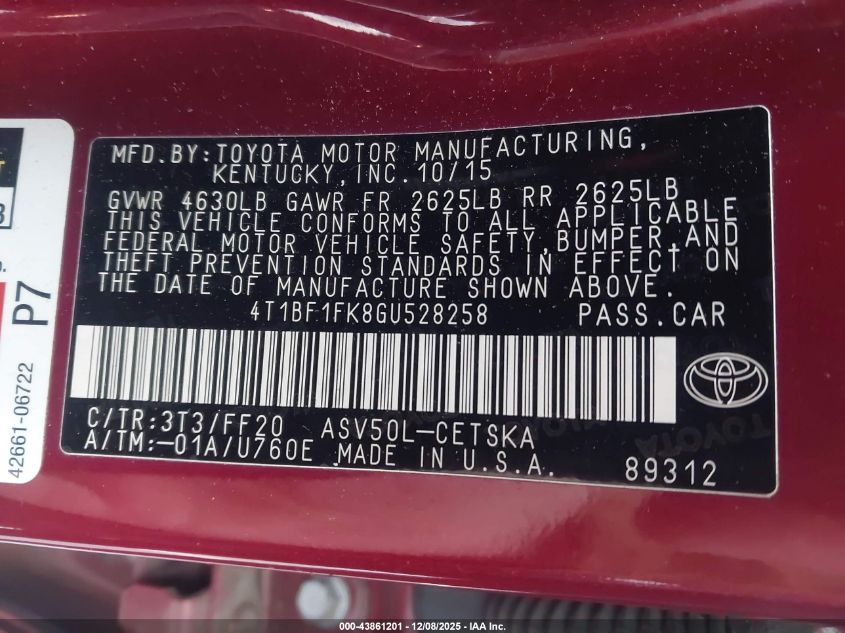 MFD.BY:TOYOTA MOTOR MANUFACTURING,
KENTUCKY,INC.10/15
GVWR 4630LB GAWR FR 2625LB RR 2625LB
THIS VEHICLE CONFORMS TO ALL APPLICABLE
FEDERAL MOTOR VEHICLE SAFETY,BUMPER,AND
THEFT PREVENTION STANDARDS IN EFFECT ON
THE DATE OF MANUFACTURE SHOWN ABOVE.
4T1BF1FK8GU528258 PASS.CAR
C/TR:3T3/FF20 ASV50L-CETSKA
A/TM:-01A/U760E MADE IN U.S.A.
89312
P7
42661-06722
000-43861201 - 12/08/2025 - IAA Inc.